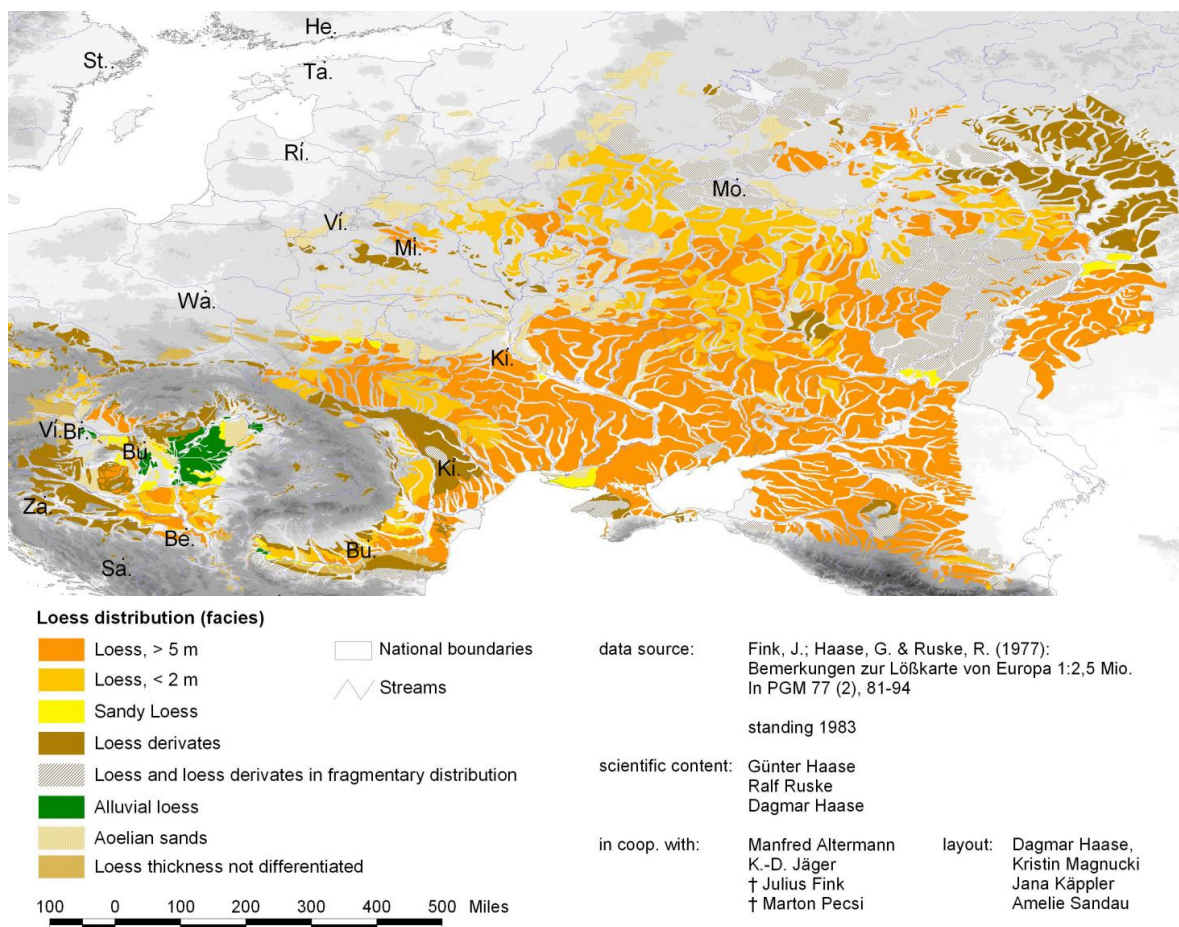 He.
St..
Ta.
Rí.
Mo.
Ví.
Mi.
Wa.
Ki.
Ví.
Br.
Bu.
Ki.
Za.
Be.
Bu.
Sa.
Loess distribution (facies)
Loess, > 5 m
Loess, < 2 m
Sandy Loess
Loess derivates
Loess and loess derivates in fragmentary distribution
Alluvial loess
Aoelian sands
Loess thickness not differentiated
National boundaries
Streams
100 0 100 200 300 400 500 Miles
data source: Fink, J.; Haase, G. & Ruske, R. (1977):
Bemerkungen zur Lößkarte von Europa 1:2,5 Mio.
In PGM 77 (2), 81-94
standing 1983
scientific content: Günter Haase
Ralf Ruske
Dagmar Haase
in coop. with: Manfred Altermann
K.-D. Jäger
† Julius Fink
† Marton Pecsi
layout: Dagmar Haase,
Kristin Magnucki
Jana Käppler
Amelie Sandau